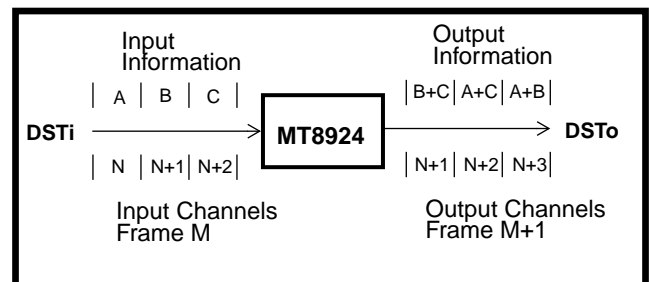 Input
Information
Output
Information
| A | B | C |
|B+C| A+C| A+B|
DSTi
MT8924
DSTo
| N | N+1| N+2|
|N+1| N+2| N+3|
Input Channels
Frame M
Output Channels
Frame M+1